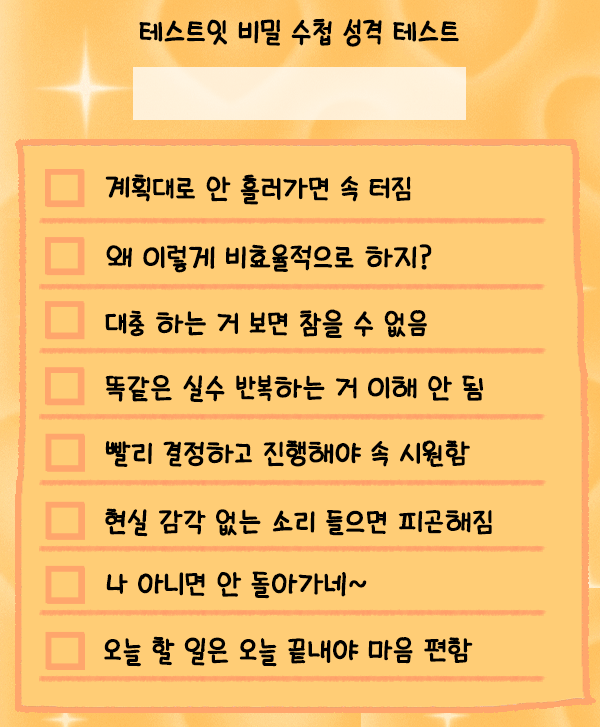 테스트잇 비밀 수첩 성격 테스트
계획대로 안 흘러가면 속 터짐
왜 이렇게 비효율적으로 하지?
대충 하는 거 보면 참을 수 없음
똑같은 실수 반복하는 거 이해 안 됨
빨리 결정하고 진행해야 속 시원함
현실 감각 없는 소리 들으면 피곤해짐
나 아니면 안 돌아가네~
오늘 할 일은 오늘 끝내야 마음 편함